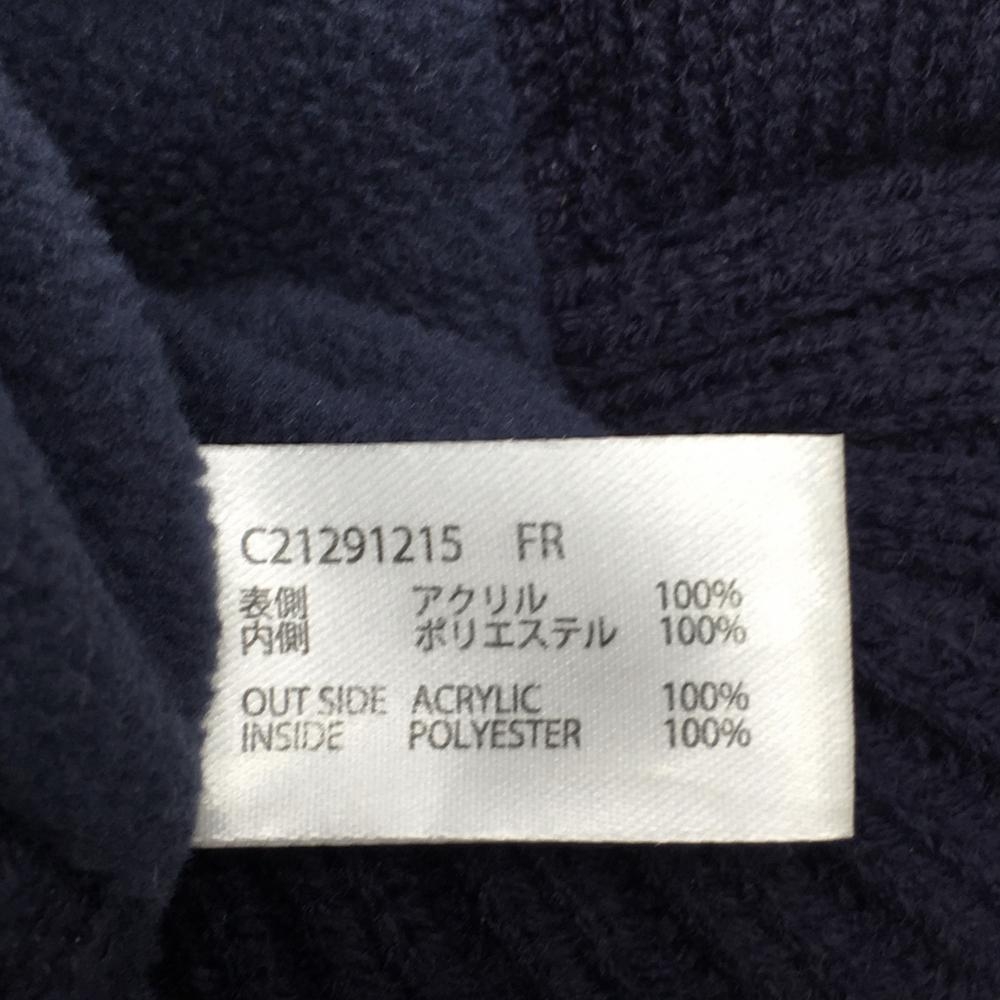 C21291215 FR
表側 アクリル 100%
内側 ポリエステル 100%
OUT SIDE ACRYLIC 100%
INSIDE POLYESTER 100%